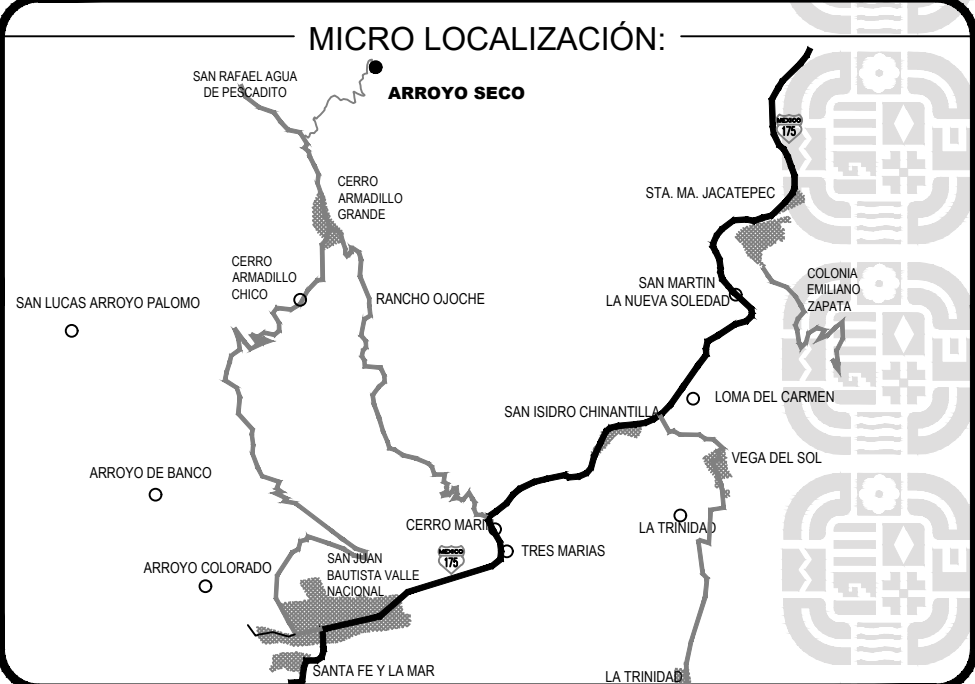 MICRO LOCALIZACIÓN:
SAN RAFAEL AGUA
DE PESCADITO
ARROYO SECO
MEXICO
175
CERRO
ARMADILLO
GRANDE
STA. MA. JACATEPEC
CERRO
ARMADILLO
CHICO
SAN MARTIN
LA NUEVA SOLEDAD
COLONIA
EMILIANO
ZAPATA
SAN LUCAS ARROYO PALOMO
RANCHO OJOCHE
LOMA DEL CARMEN
SAN ISIDRO CHINANTILLA
VEGA DEL SOL
ARROYO DE BANCO
CERRO MARIN
LA TRINIDAD
TRES MARIAS
MEXICO
175
ARROYO COLORADO
SAN JUAN
BAUTISTA VALLE
NACIONAL
SANTA FE Y LA MAR
LA TRINIDAD